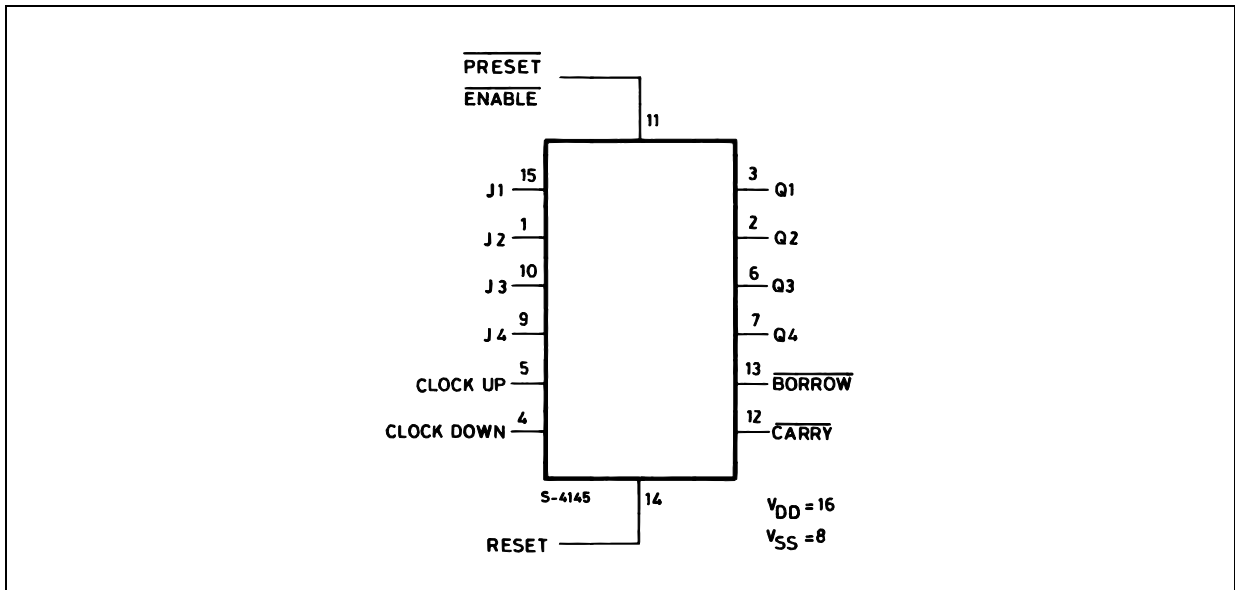 PRESET
ENABLE
11
15
J1
3
Q1
1
J2
2
Q2
10
J3
6
Q3
9
J4
7
Q4
5
CLOCK UP
13
BORROW
4
CLOCK DOWN
12
CARRY
S-4145
14
VDD =16
VSS =8
RESET